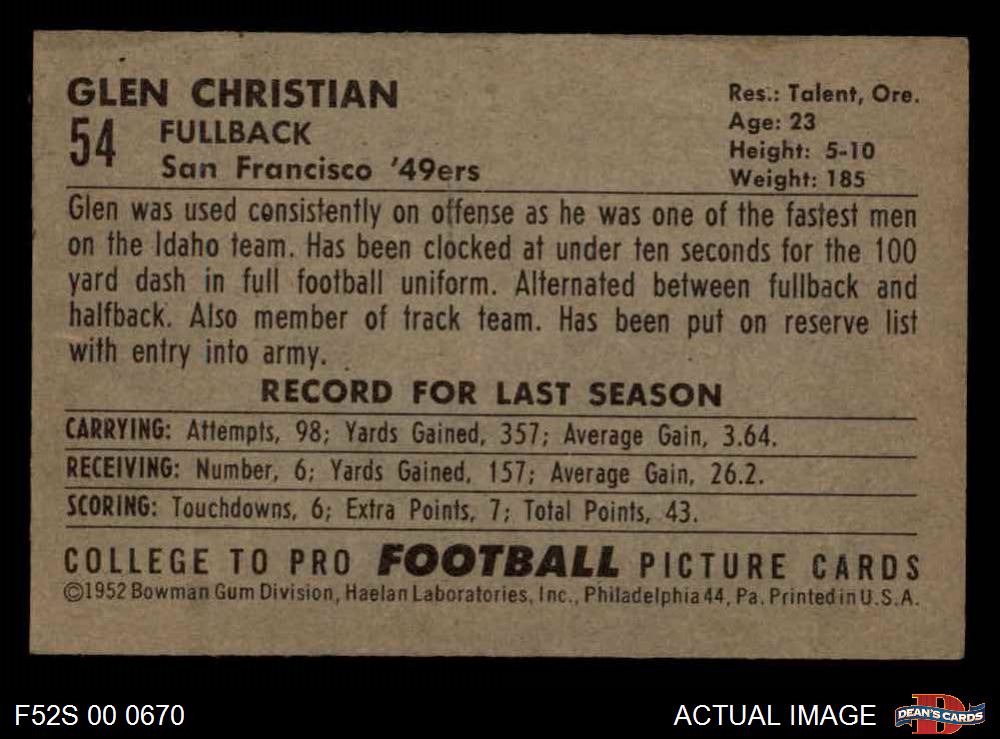 GLEN CHRISTIAN
54
FULLBACK
San Francisco '49ers
Res.: Talent, Ore.
Age: 23
Height: 5-10
Weight: 185
Glen was used consistently on offense as he was one of the fastest men
on the Idaho team. Has been clocked at under ten seconds for the 100
yard dash in full football uniform. Alternated between fullback and
halfback. Also member of track team. Has been put on reserve list
with entry into army.
RECORD FOR LAST SEASON
CARRYING: Attempts, 98; Yards Gained, 357; Average Gain, 3.64.
RECEIVING: Number, 6; Yards Gained, 157; Average Gain, 26.2.
SCORING: Touchdowns, 6; Extra Points, 7; Total Points, 43.
COLLEGE TO PRO FOOTBALL PICTURE CARDS
©1952 Bowman Gum Division, Haelan Laboratories, Inc., Philadelphia 44, Pa. Printed in U.S.A.
F52S 00 0670
ACTUAL IMAGE
D
DEAN'S CARDS